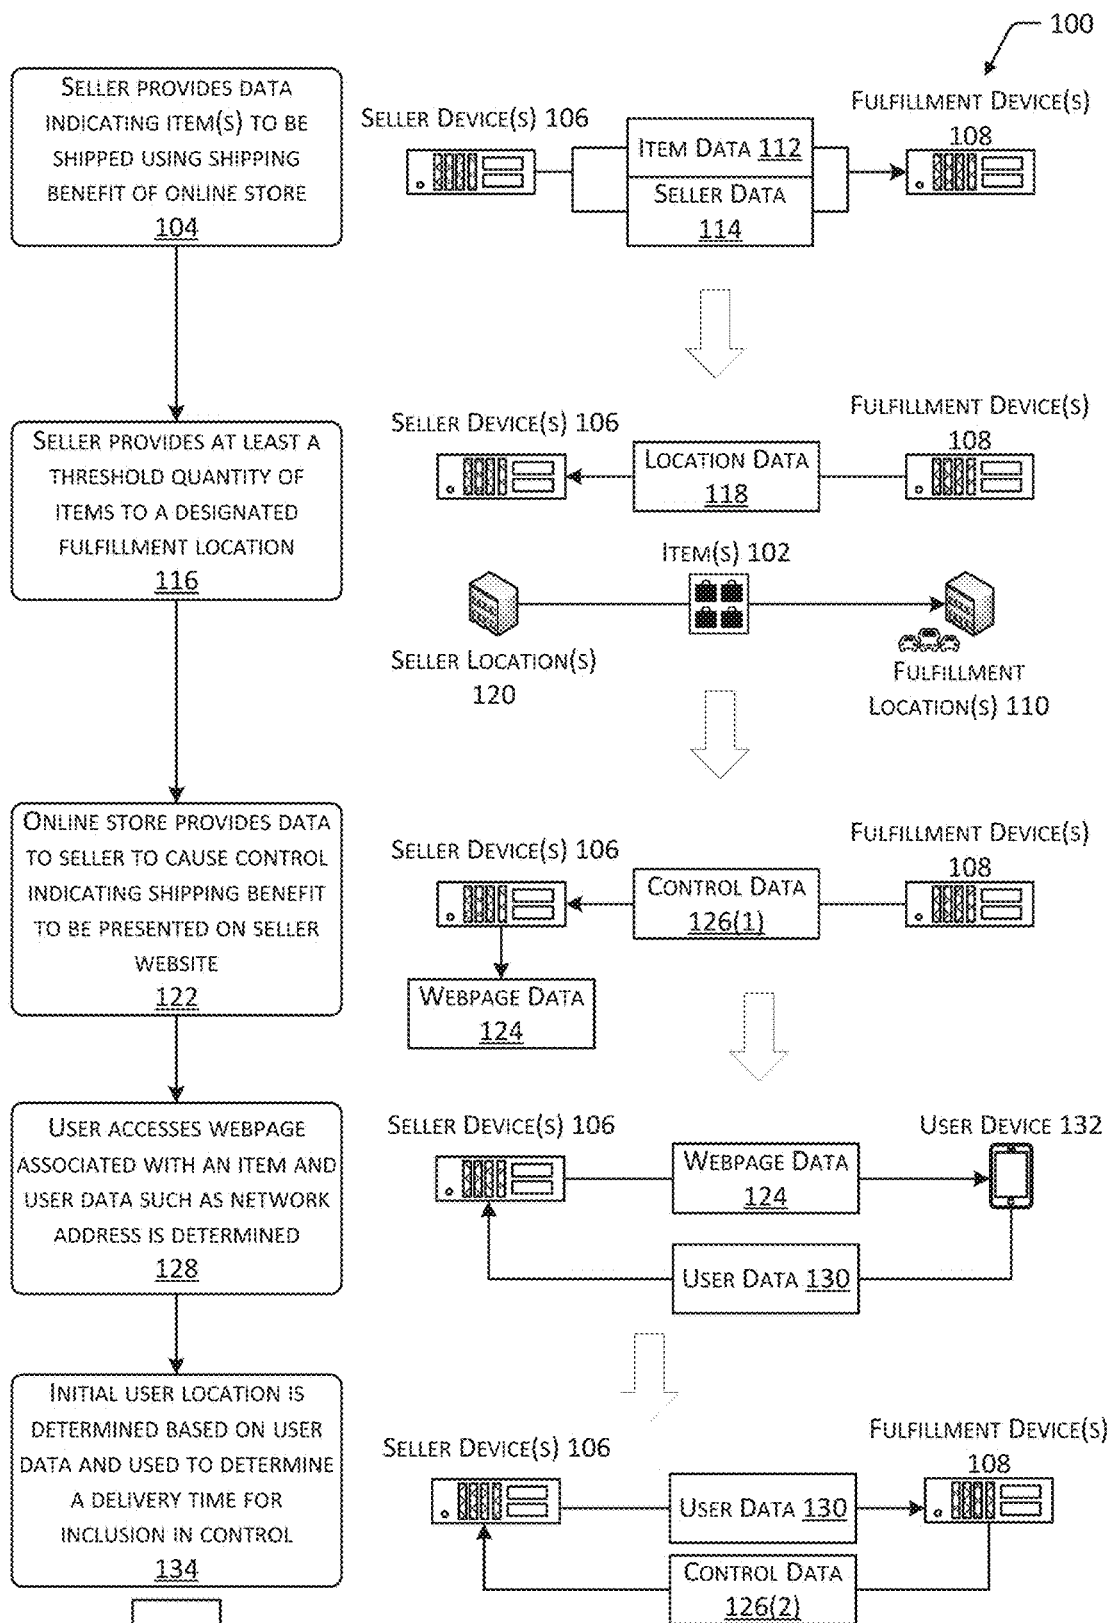 100
SELLER PROVIDES DATA
INDICATING ITEM(S) TO BE
SHIPPED USING SHIPPING
BENEFIT OF ONLINE STORE
104
SELLER DEVICE(S) 106
ITEM DATA 112
SELLER DATA
114
FULFILLMENT DEVICE(S)
108
SELLER PROVIDES AT LEAST A
THRESHOLD QUANTITY OF
ITEMS TO A DESIGNATED
FULFILLMENT LOCATION
116
SELLER DEVICE(S) 106
LOCATION DATA
118
FULFILLMENT DEVICE(S)
108
ITEM(S) 102
SELLER LOCATION(S)
120
FULFILLMENT
LOCATION(S) 110
ONLINE STORE PROVIDES DATA
TO SELLER TO CAUSE CONTROL
INDICATING SHIPPING BENEFIT
TO BE PRESENTED ON SELLER
WEBSITE
122
SELLER DEVICE(S) 106
CONTROL DATA
126(1)
FULFILLMENT DEVICE(S)
108
WEBPAGE DATA
124
USER ACCESSES WEBPAGE
ASSOCIATED WITH AN ITEM AND
USER DATA SUCH AS NETWORK
ADDRESS IS DETERMINED
128
SELLER DEVICE(S) 106
WEBPAGE DATA
124
USER DEVICE 132
USER DATA 130
INITIAL USER LOCATION IS
DETERMINED BASED ON USER
DATA AND USED TO DETERMINE
A DELIVERY TIME FOR
INCLUSION IN CONTROL
134
SELLER DEVICE(S) 106
USER DATA 130
FULFILLMENT DEVICE(S)
108
CONTROL DATA
126(2)